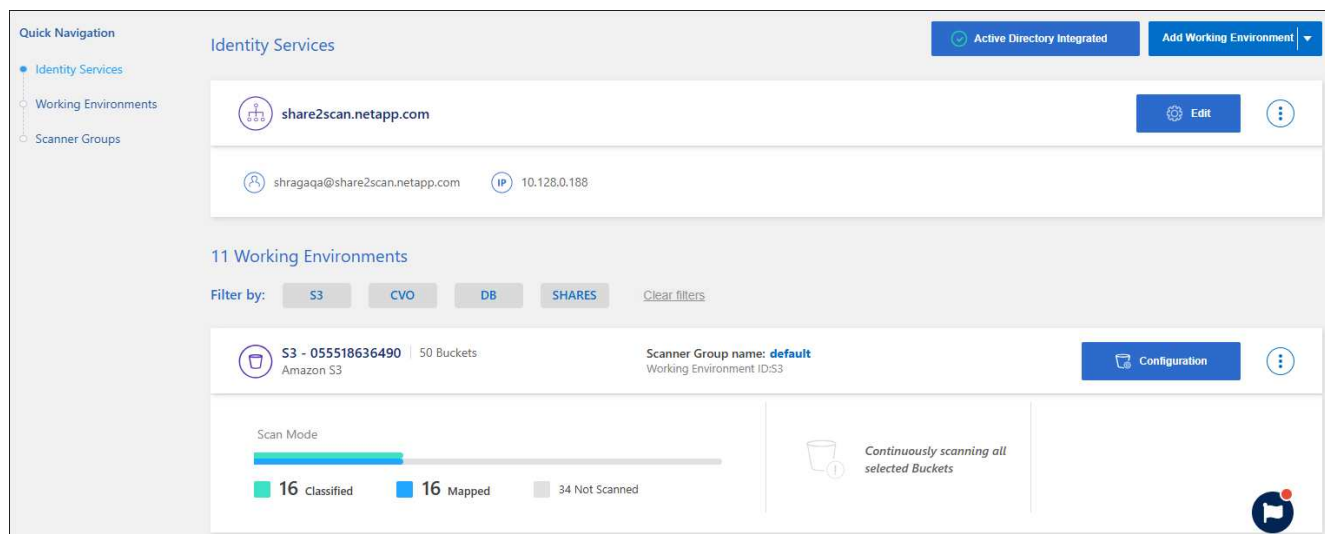 Quick Navigation
Identity Services
Working Environments
Scanner Groups
Identity Services
Active Directory Integrated
Add Working Environment
share2scan.netapp.com
Edit
shragaqa@share2scan.netapp.com
IP 10.128.0.188
11 Working Environments
Filter by: S3 CVO DB SHARES Clear filters
S3 - 055518636490 | 50 Buckets
Amazon S3
Scanner Group name: default
Working Environment ID:S3
Configuration
Scan Mode
16 Classified 16 Mapped 34 Not Scanned
Continuously scanning all
selected Buckets